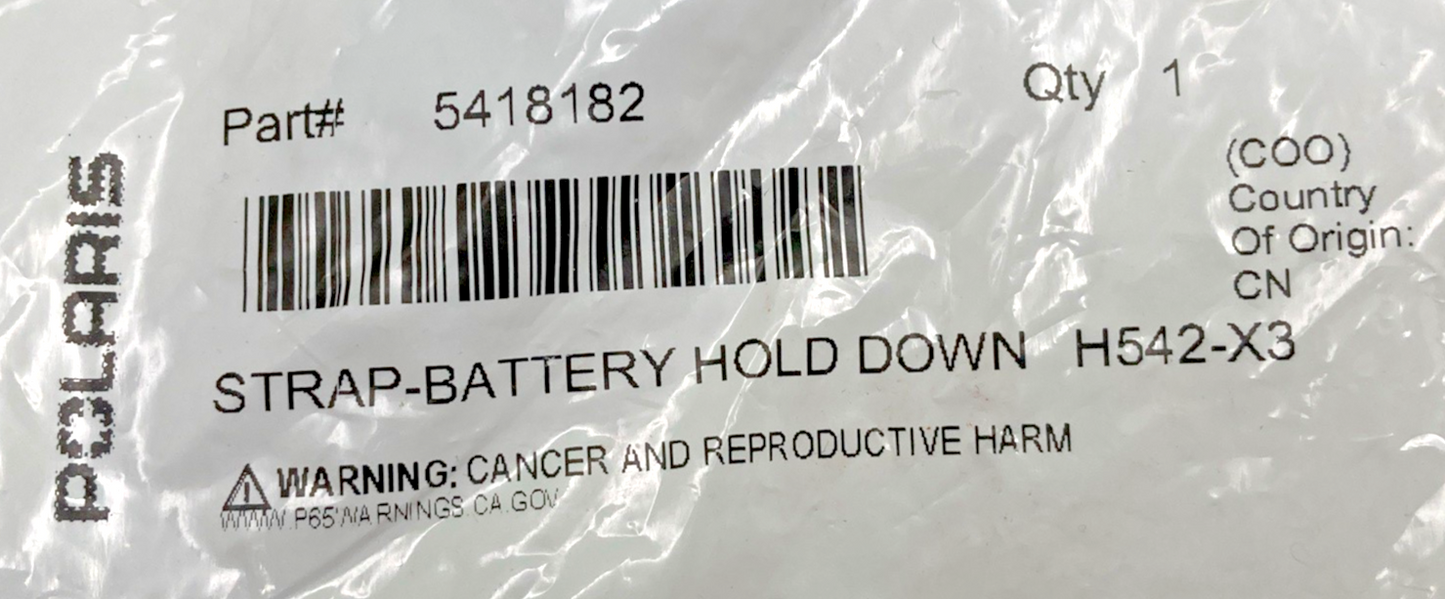 POLARIS
Part# 5418182 Qty 1
(COO)
Country
Of Origin:
CN
STRAP-BATTERY HOLD DOWN H542-X3
⚠ WARNING: CANCER AND REPRODUCTIVE HARM
WWW.P65WARNINGS.CA.GOV